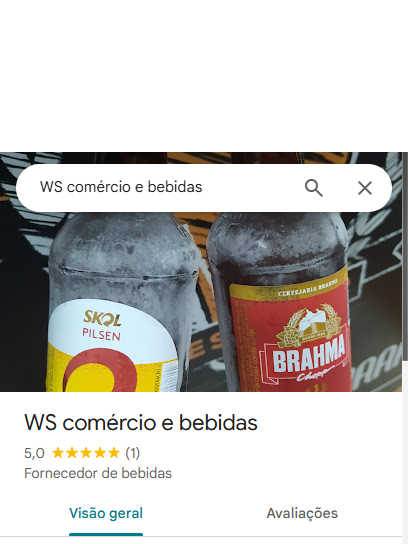 WS comércio e bebidas
SKOL
PILSEN
CERVEJARIA BRAHMA
BRAHMA
Chopp
WS comércio e bebidas
5,0 ★★★★★ (1)
Fornecedor de bebidas
Visão geral
Avaliações